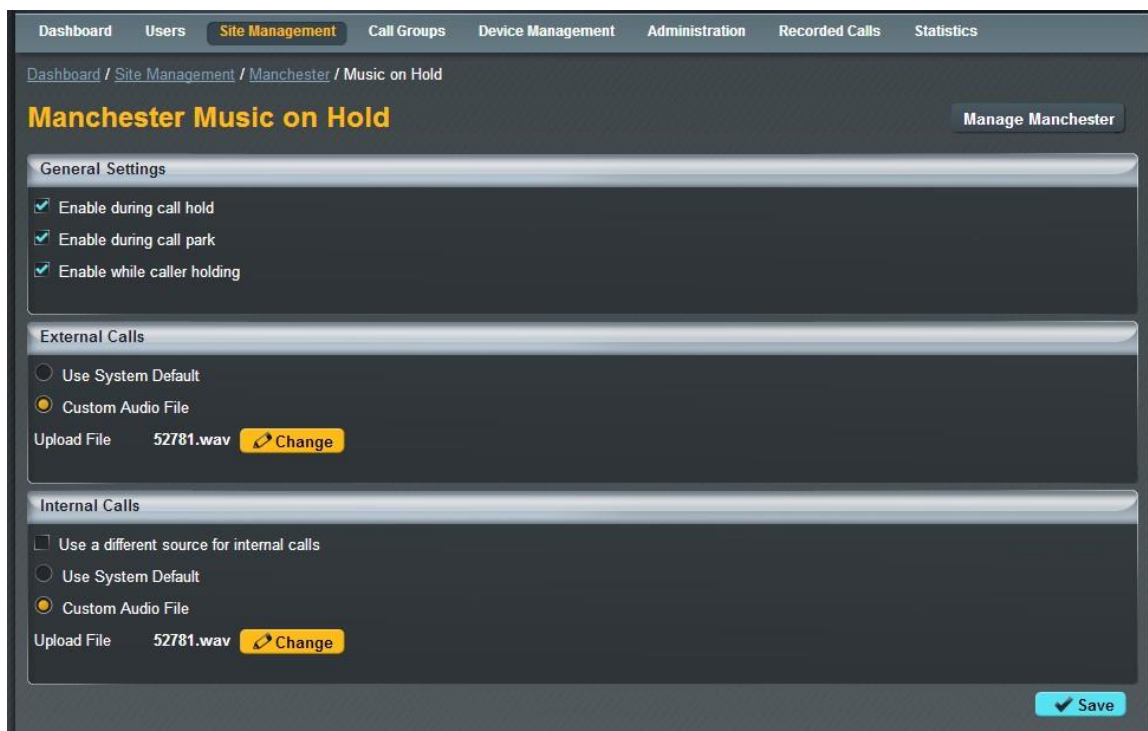 Dashboard Users Site Management Call Groups Device Management Administration Recorded Calls Statistics
Dashboard / Site Management / Manchester / Music on Hold
Manchester Music on Hold
Manage Manchester
General Settings
Enable during call hold
Enable during call park
Enable while caller holding
External Calls
Use System Default
Custom Audio File
Upload File 52781.wav Change
Internal Calls
Use a different source for internal calls
Use System Default
Custom Audio File
Upload File 52781.wav Change
Save